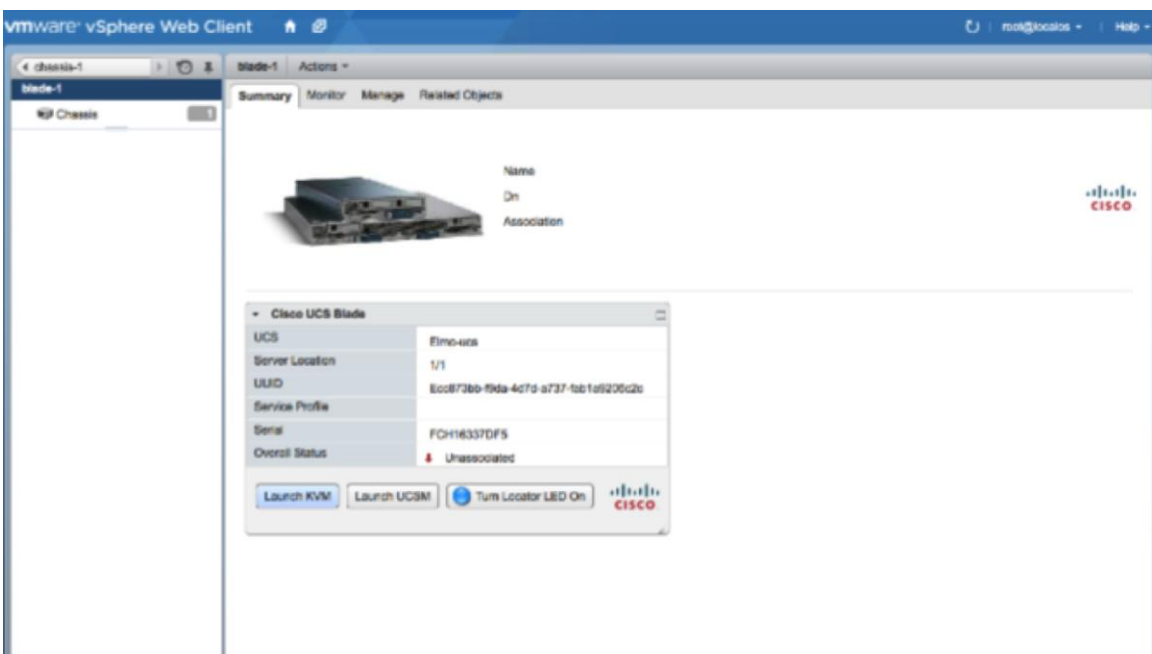 vmware vSphere Web Client
root@localos
Help
chassis-1
blade-1
Chassis
1
blade-1 Actions
Summary Monitor Manage Related Objects
Name
Dn
Association
CISCO
Cisco UCS Blade
UCS Elmo-ucs
Server Location 1/1
UUID
Service Profile
Serial FCH16337DF5
Overall Status Unassociated
Launch KVM Launch UCSM Turn Locator LED On
CISCO